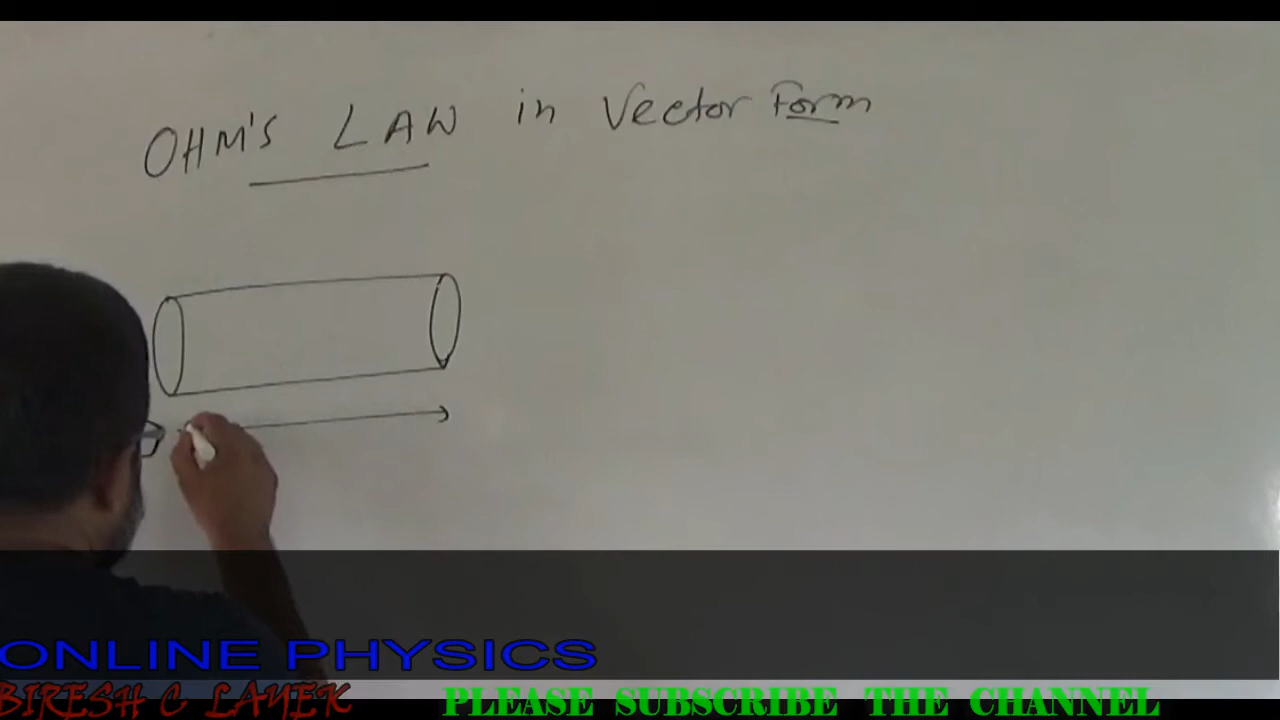 OHM'S LAW in Vector Form
ONLINE PHYSICS
BIRESH C LAYEK
PLEASE SUBSCRIBE THE CHANNEL